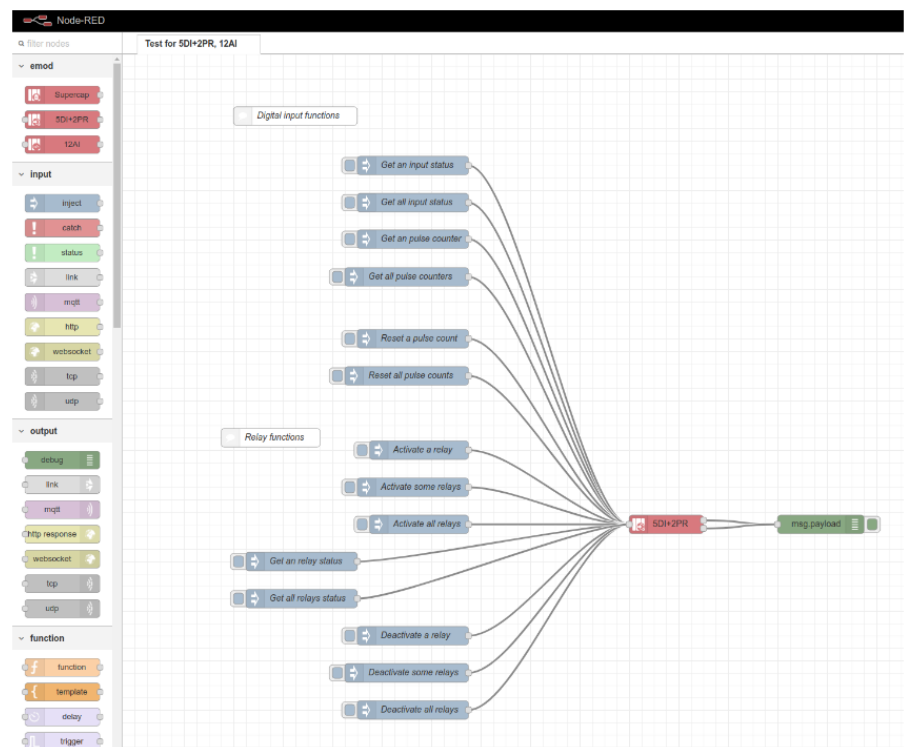 Node-RED
filter nodes
Test for 5DI+2PR, 12AI
emod
Supercap
5DI+2PR
12AI
input
inject
catch
status
link
mqtt
http
websocket
tcp
udp
output
debug
link
mqtt
http response
websocket
tcp
udp
function
function
template
delay
trigger
Digital input functions
Get an input status
Get all input status
Get an pulse counter
Get all pulse counters
Reset a pulse count
Reset all pulse counts
Relay functions
Activate a relay
Activate some relays
Activate all relays
Get an relay status
Get all relays status
Deactivate a relay
Deactivate some relays
Deactivate all relays
5DI+2PR
msg.payload